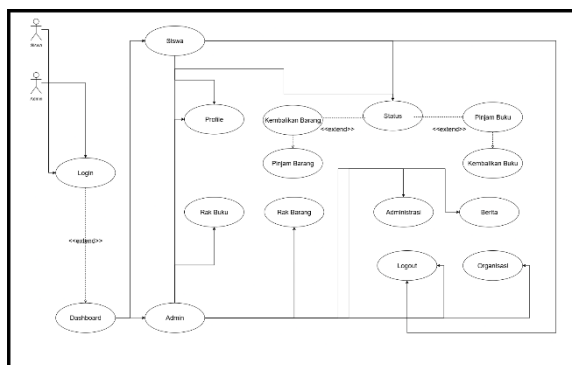 Siswa
Siswa
Admin
Profile
Kembalikan Barang
<<extend>>
Status
<<extend>>
Pinjam Buku
Pinjam Barang
Kembalikan Buku
Login
Rak Buku
Rak Barang
Administrasi
Berita
<<extend>>
Logout
Organisasi
Dashboard
Admin